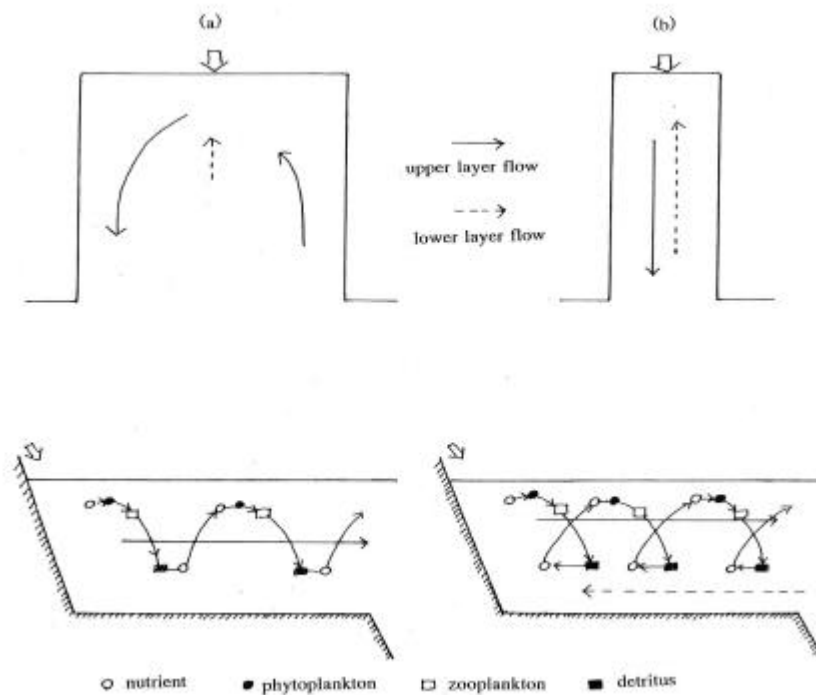 (a)
(b)
upper layer flow
lower layer flow
nutrient
phytoplankton
zooplankton
detritus